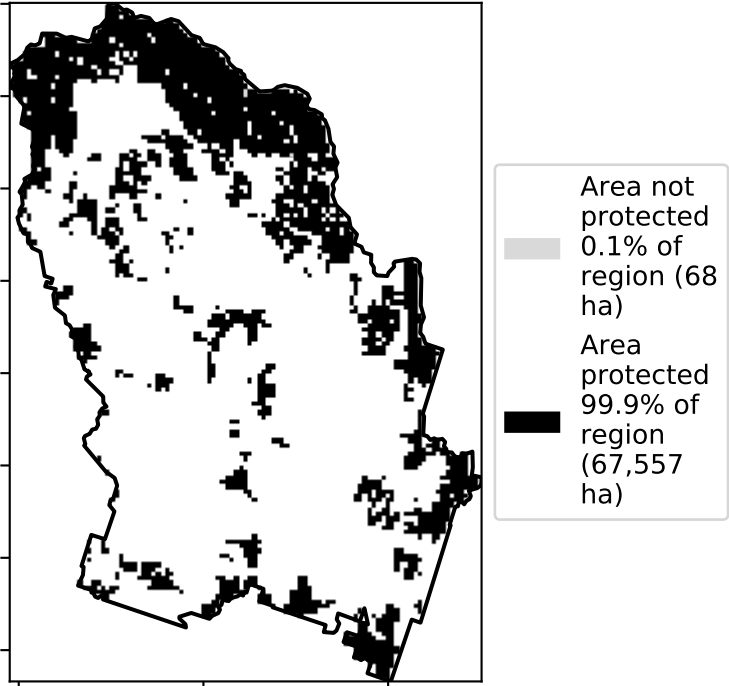 Area not
protected
0.1% of
region (68
ha)
Area
protected
99.9% of
region
(67,557
ha)